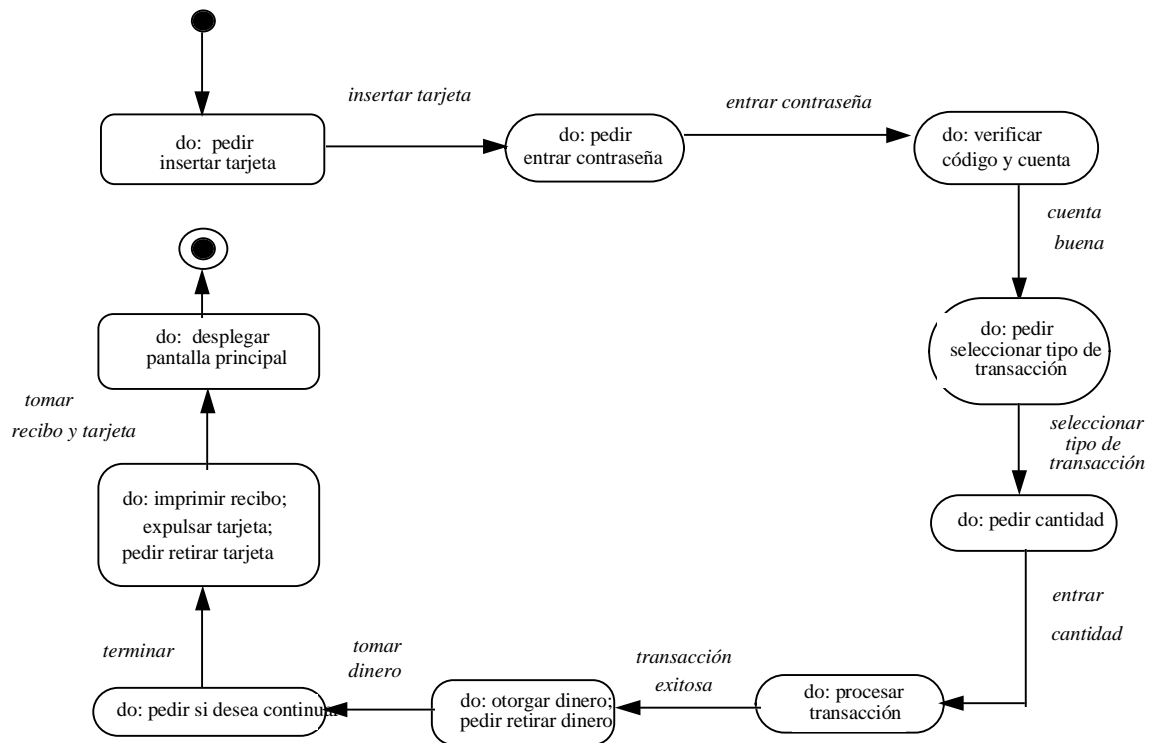 insertar tarjeta
entrar contraseña
do: pedir
insertar tarjeta
do: pedir
entrar contraseña
do: verificar
código y cuenta
cuenta
buena
do: pedir
seleccionar tipo de
transacción
seleccionar
tipo de
transacción
do: pedir cantidad
entrar
cantidad
do: procesar
transacción
transacción
exitosa
do: otorgar dinero;
pedir retirar dinero
tomar
dinero
do: pedir si desea continuar
terminar
do: imprimir recibo;
expulsar tarjeta;
pedir retirar tarjeta
tomar
recibo y tarjeta
do: desplegar
pantalla principal